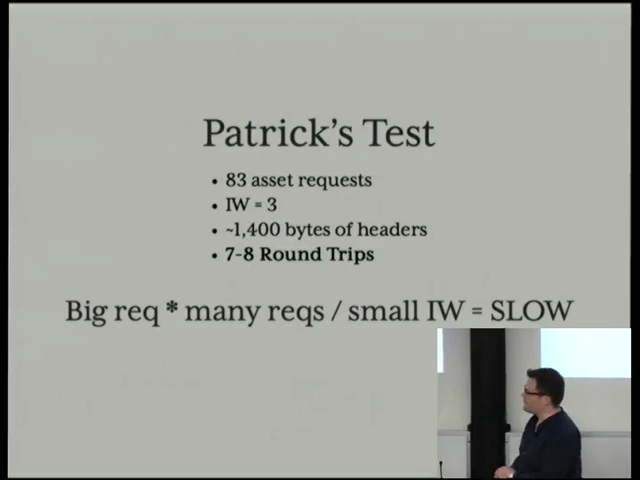 Patrick's Test
• 83 asset requests
• IW = 3
• ~1,400 bytes of headers
• 7-8 Round Trips
Big req * many reqs / small IW = SLOW